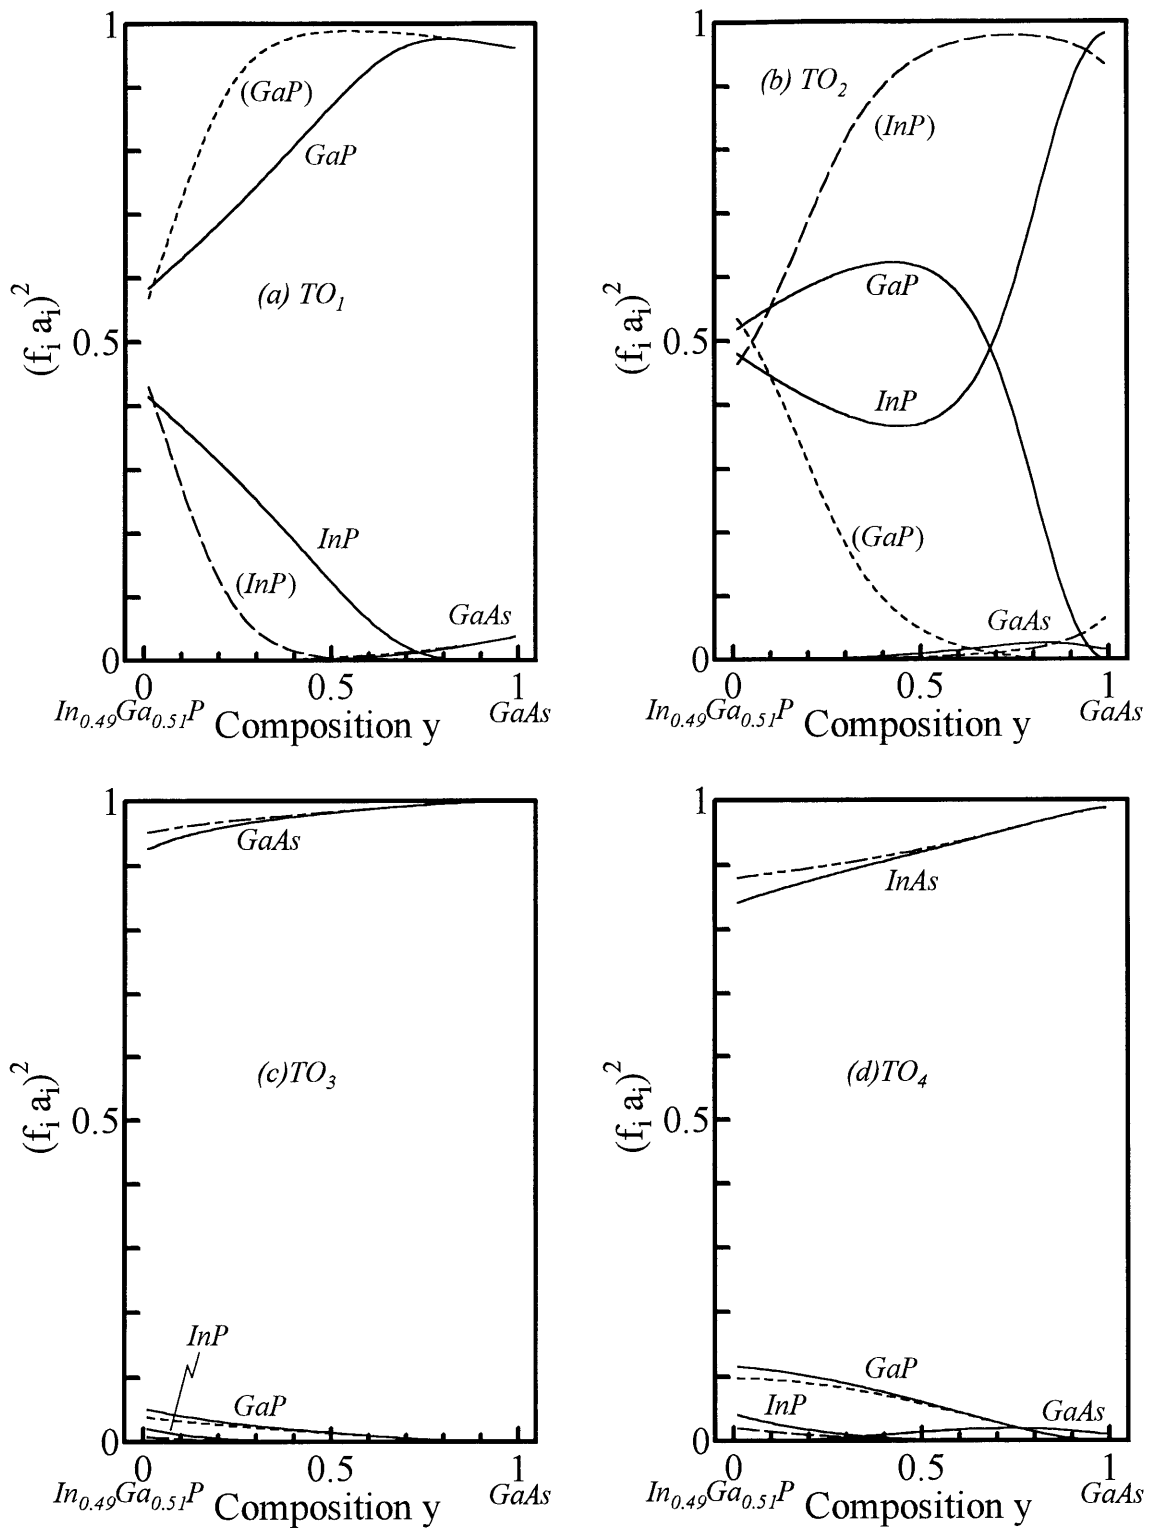 1
(GaP)
GaP
(a) TO₁
(fᵢ aᵢ)²
0.5
InP
(InP)
GaAs
0
0 0.5 1
In₀.₄₉Ga₀.₅₁P Composition y GaAs
1
(b) TO₂
(InP)
GaP
(fᵢ aᵢ)²
0.5
InP
(GaP)
GaAs
0
0 0.5 1
In₀.₄₉Ga₀.₅₁P Composition y GaAs
1
GaAs
(c)TO₃
(fᵢ aᵢ)²
0.5
InP
GaP
0
0 0.5 1
In₀.₄₉Ga₀.₅₁P Composition y GaAs
1
InAs
(d)TO₄
(fᵢ aᵢ)²
0.5
GaP
InP
GaAs
0
0 0.5 1
In₀.₄₉Ga₀.₅₁P Composition y GaAs